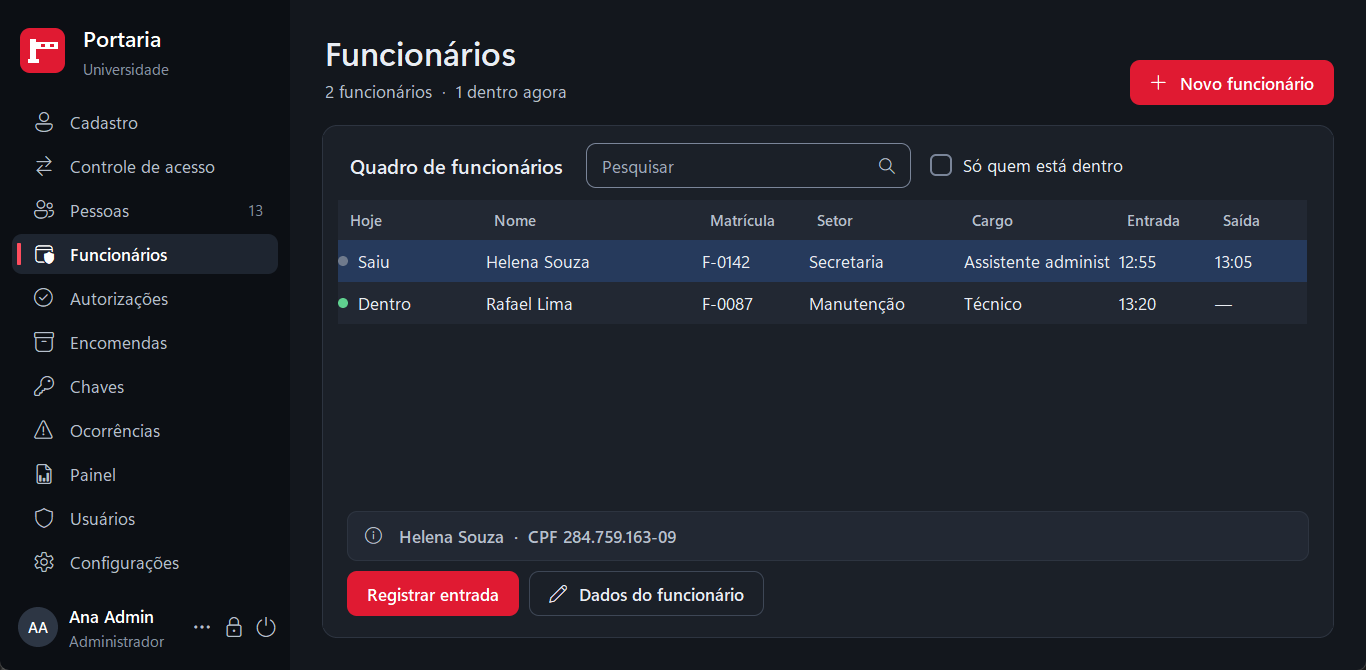 Portaria
Universidade
Cadastro
Controle de acesso
Pessoas 13
Funcionários
Autorizações
Encomendas
Chaves
Ocorrências
Painel
Usuários
Configurações
AA
Ana Admin
Administrador
Funcionários
2 funcionários · 1 dentro agora
Novo funcionário
Quadro de funcionários
Pesquisar
Só quem está dentro
Hoje Nome Matrícula Setor Cargo Entrada Saída
Saiu Helena Souza F-0142 Secretaria Assistente administ 12:55 13:05
Dentro Rafael Lima F-0087 Manutenção Técnico 13:20 —
Helena Souza · CPF 284.759.163-09
Registrar entrada
Dados do funcionário